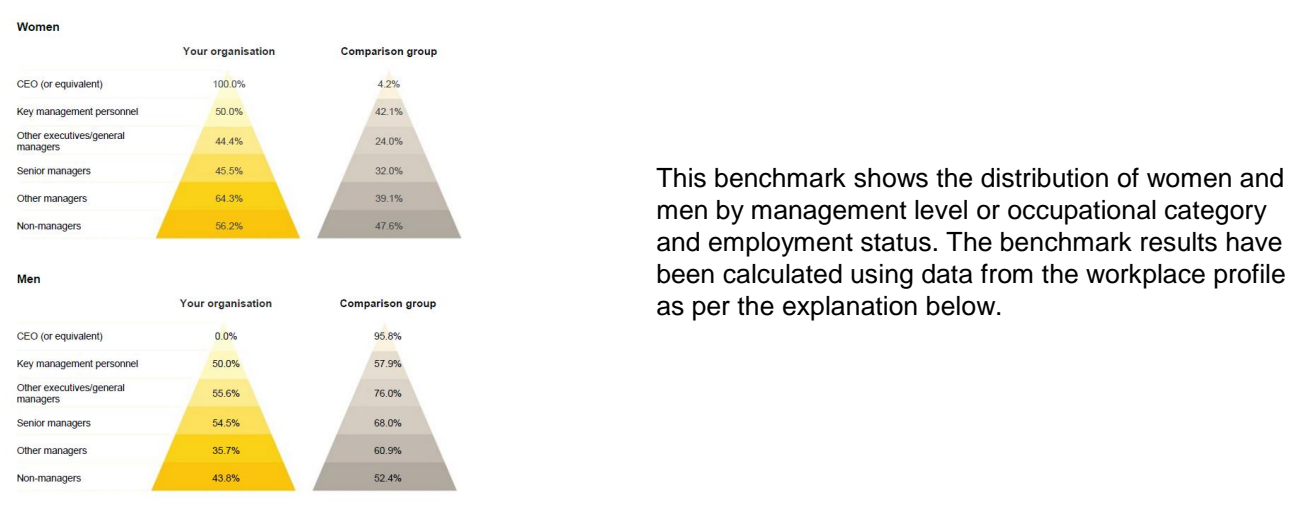 Women
Your organisation Comparison group
CEO (or equivalent) 100.0% 4.2%
Key management personnel 50.0% 42.1%
Other executives/general
managers 44.4% 24.0%
Senior managers 45.5% 32.0%
Other managers 64.3% 39.1%
Non-managers 56.2% 47.6%
Men
Your organisation Comparison group
CEO (or equivalent) 0.0% 95.8%
Key management personnel 50.0% 57.9%
Other executives/general
managers 55.6% 76.0%
Senior managers 54.5% 68.0%
Other managers 35.7% 60.9%
Non-managers 43.8% 52.4%
This benchmark shows the distribution of women and
men by management level or occupational category
and employment status. The benchmark results have
been calculated using data from the workplace profile
as per the explanation below.